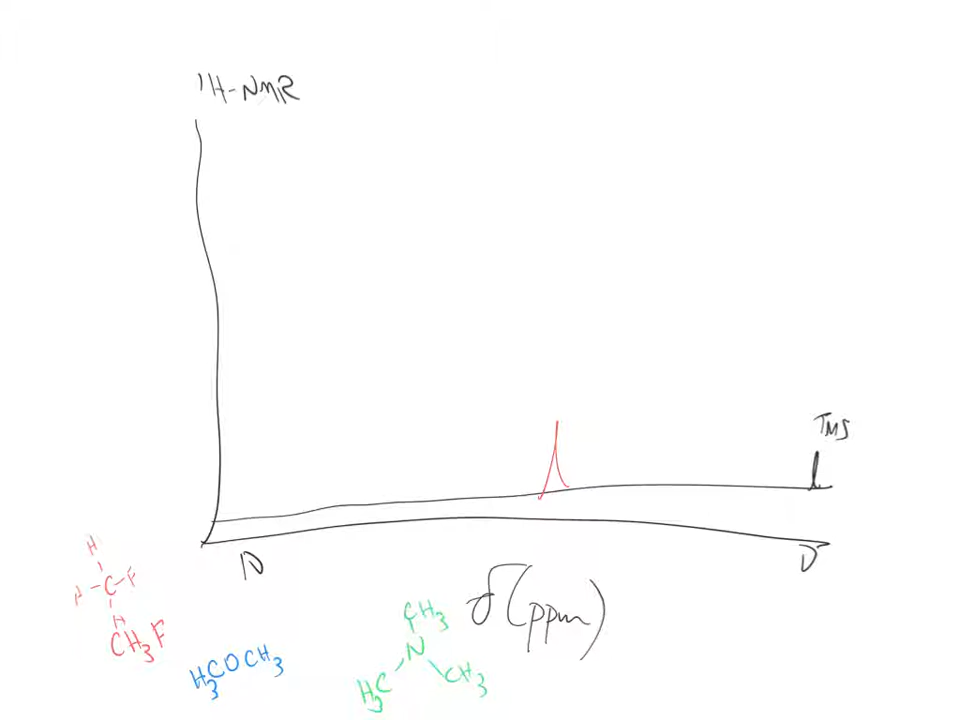 ¹H-NMR
TMS
10
0
δ(ppm)
H
H-C-F
H
CH₃F
H₃COCH₃
CH₃
N
H₃C CH₃